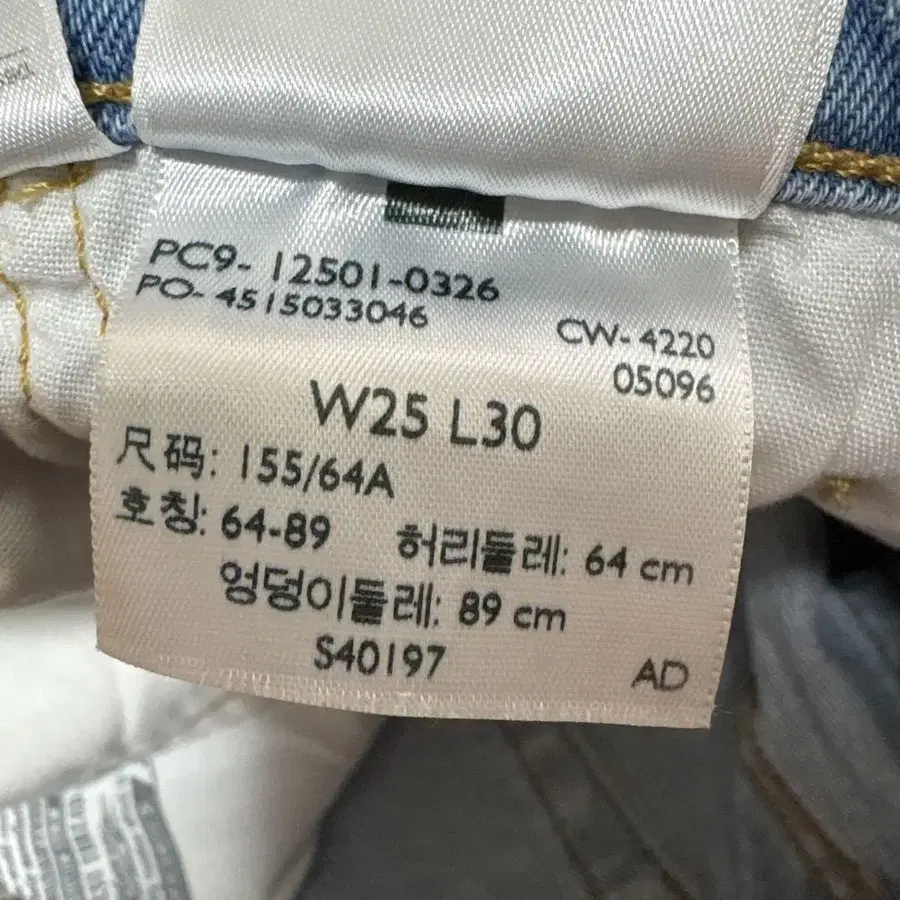 PC9- 12501-0326
PO- 4515033046
CW- 4220
05096
W25 L30
尺码: 155/64A
호칭: 64-89 허리둘레: 64 cm
엉덩이둘레: 89 cm
S40197
AD